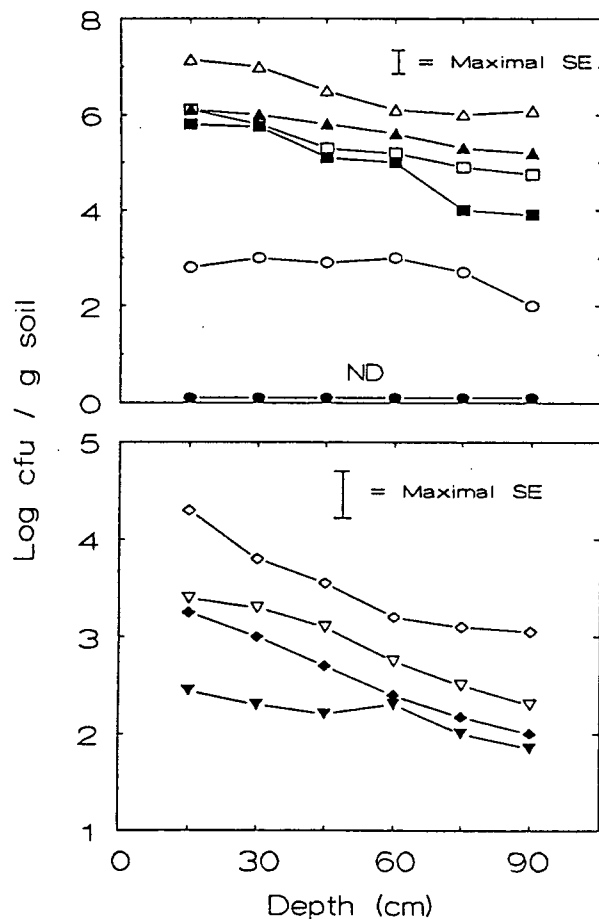 8
I = Maximal SE
6
4
2
ND
0
Log cfu / g soil
5
I = Maximal SE
4
3
2
1
0 30 60 90
Depth (cm)